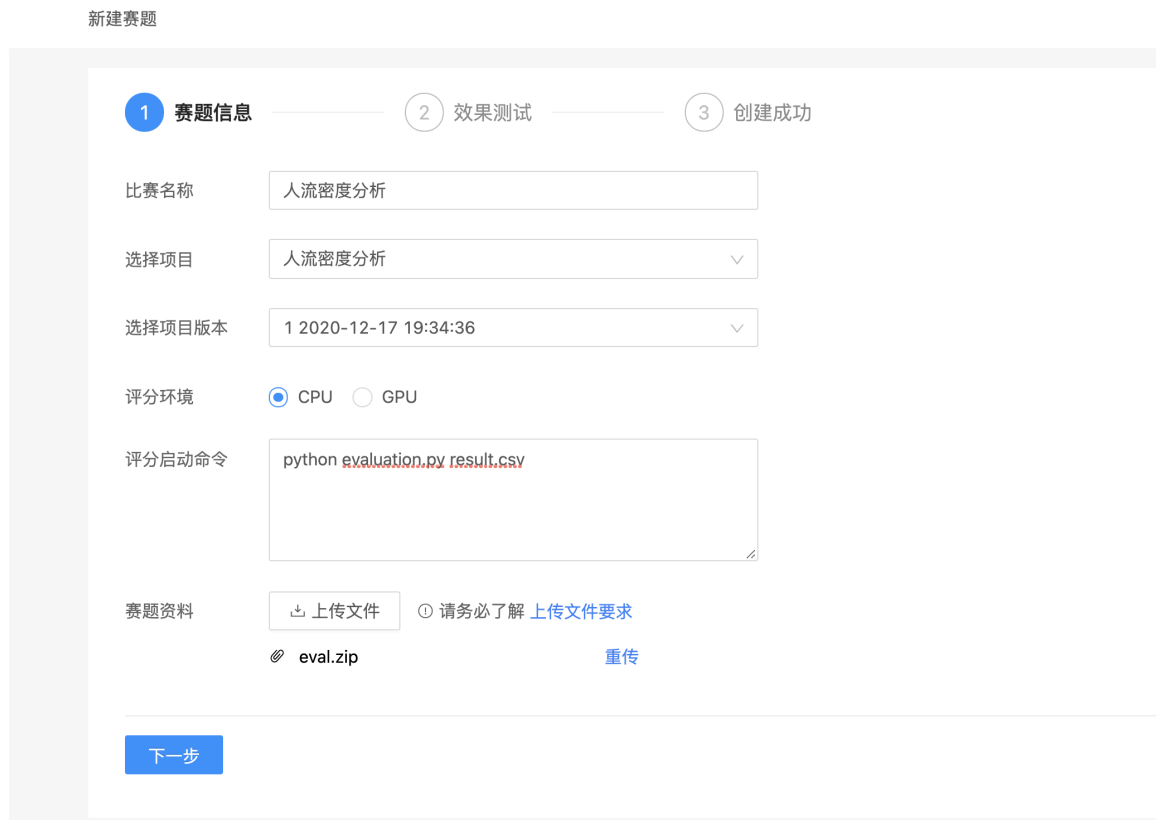 新建赛题
1 赛题信息 2 效果测试 3 创建成功
比赛名称 人流密度分析
选择项目 人流密度分析
选择项目版本 1 2020-12-17 19:34:36
评分环境 CPU GPU
评分启动命令 python evaluation.py result.csv
赛题资料 上传文件 请务必了解 上传文件要求
eval.zip 重传
下一步